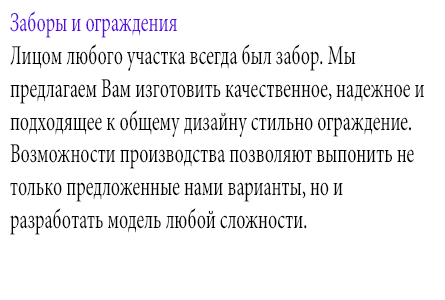 Заборы и ограждения
Лицом любого участка всегда был забор. Мы
предлагаем Вам изготовить качественное, надежное и
подходящее к общему дизайну стильно ограждение.
Возможности производства позволяют выпонить не
только предложенные нами варианты, но и
разработать модель любой сложности.